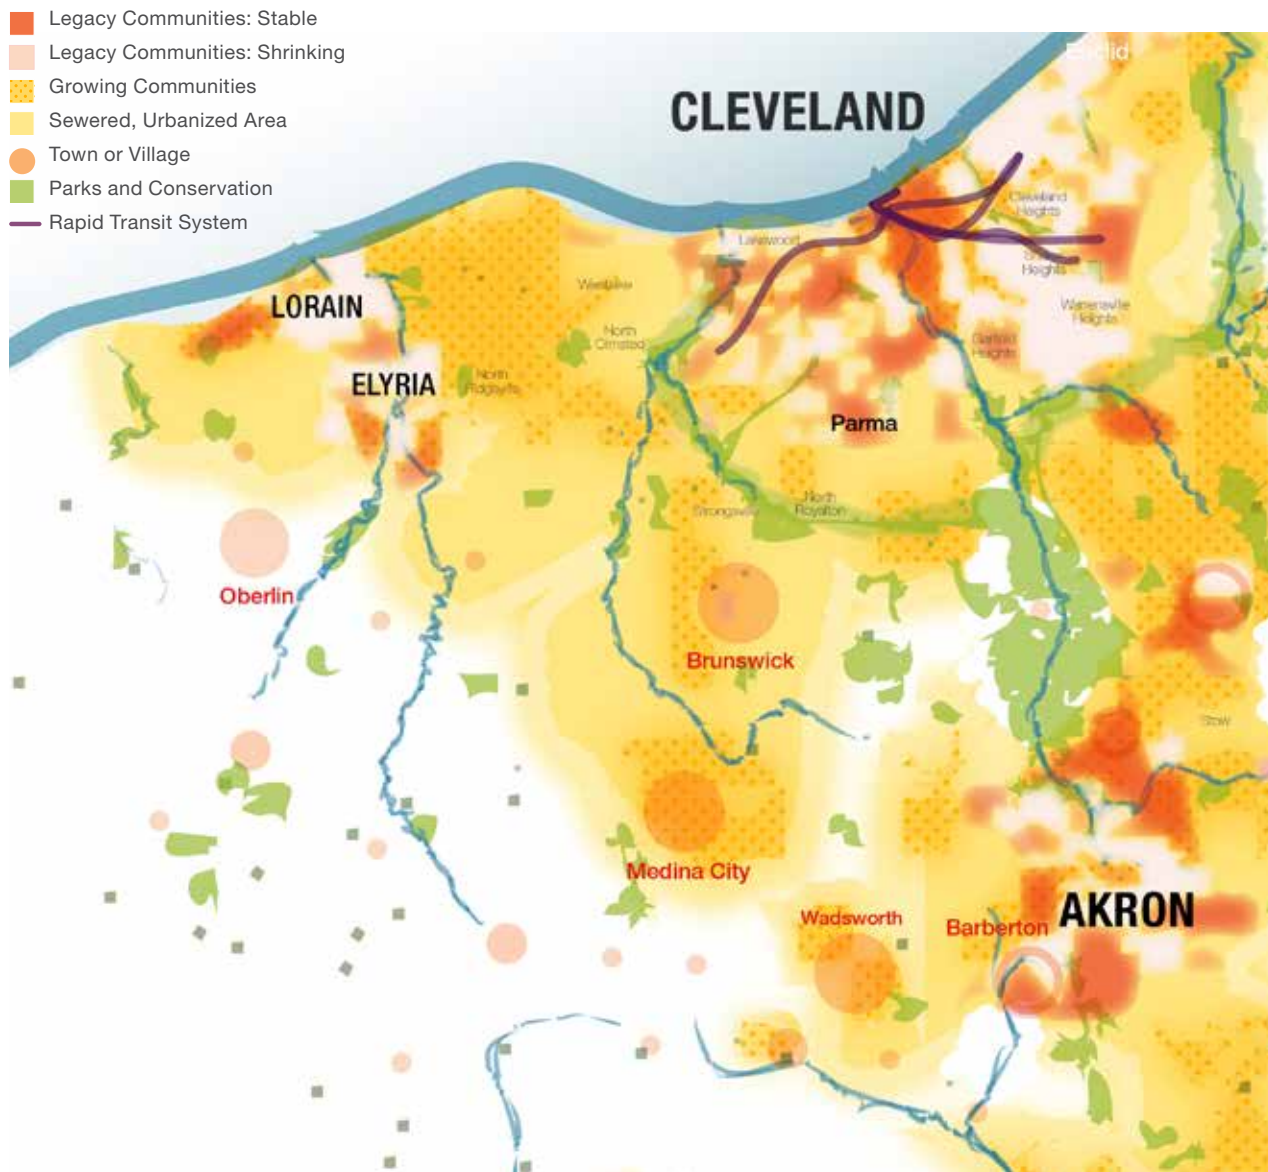 Legacy Communities: Stable
Legacy Communities: Shrinking
Growing Communities
Sewered, Urbanized Area
Town or Village
Parks and Conservation
Rapid Transit System
Euclid
CLEVELAND
Cleveland
Heights
Lakewood
Heights
Westlake
LORAIN
Warrensville
Heights
North
Olmsted
Garfield
Heights
ELYRIA
North
Ridgeville
Parma
North
Royalton
Strongsville
Oberlin
Brunswick
Stow
Medina City
Wadsworth
Barberton
AKRON